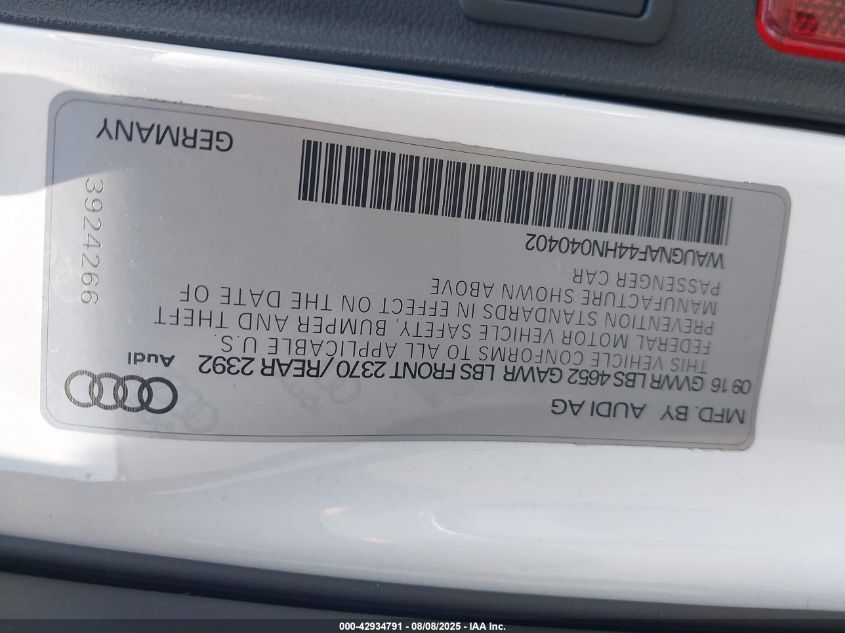 MFD. BY AUDI AG
09 16 GVWR LBS 4652 GAWR LBS FRONT 2370 / REAR 2392
THIS VEHICLE CONFORMS TO ALL APPLICABLE U.S.
FEDERAL MOTOR VEHICLE SAFETY, BUMPER AND THEFT
PREVENTION STANDARDS IN EFFECT ON THE DATE OF
MANUFACTURE SHOWN ABOVE
PASSENGER CAR
WAUGNAF44HN040402
Audi
3924266
GERMANY
000-42934791 - 08/08/2025 - IAA Inc.